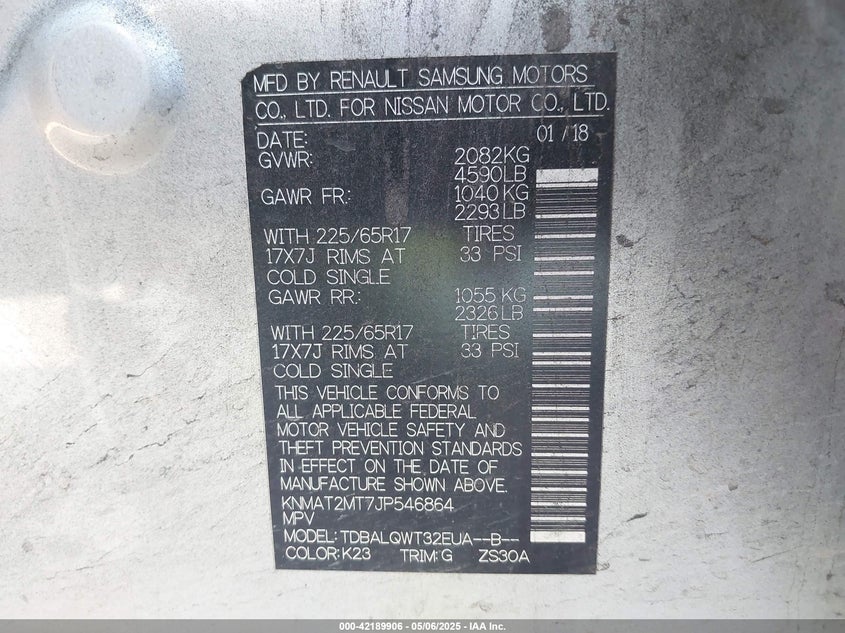 MFD BY RENAULT SAMSUNG MOTORS
CO., LTD. FOR NISSAN MOTOR CO., LTD.
DATE: 01 / 18
GVWR: 2082KG
4590LB
GAWR FR.: 1040 KG
2293 LB
WITH 225/65R17 TIRES
17X7J RIMS AT 33 PSI
COLD SINGLE
GAWR RR.: 1055 KG
2326 LB
WITH 225/65R17 TIRES
17X7J RIMS AT 33 PSI
COLD SINGLE
THIS VEHICLE CONFORMS TO
ALL APPLICABLE FEDERAL
MOTOR VEHICLE SAFETY AND
THEFT PREVENTION STANDARDS
IN EFFECT ON THE DATE OF
MANUFACTURE SHOWN ABOVE.
KNMAT2MT7JP546864
MPV
MODEL: TDBALQWT32EUA--B--
COLOR: K23 TRIM: G ZS30A
000-42189906 - 05/06/2025 - IAA Inc.